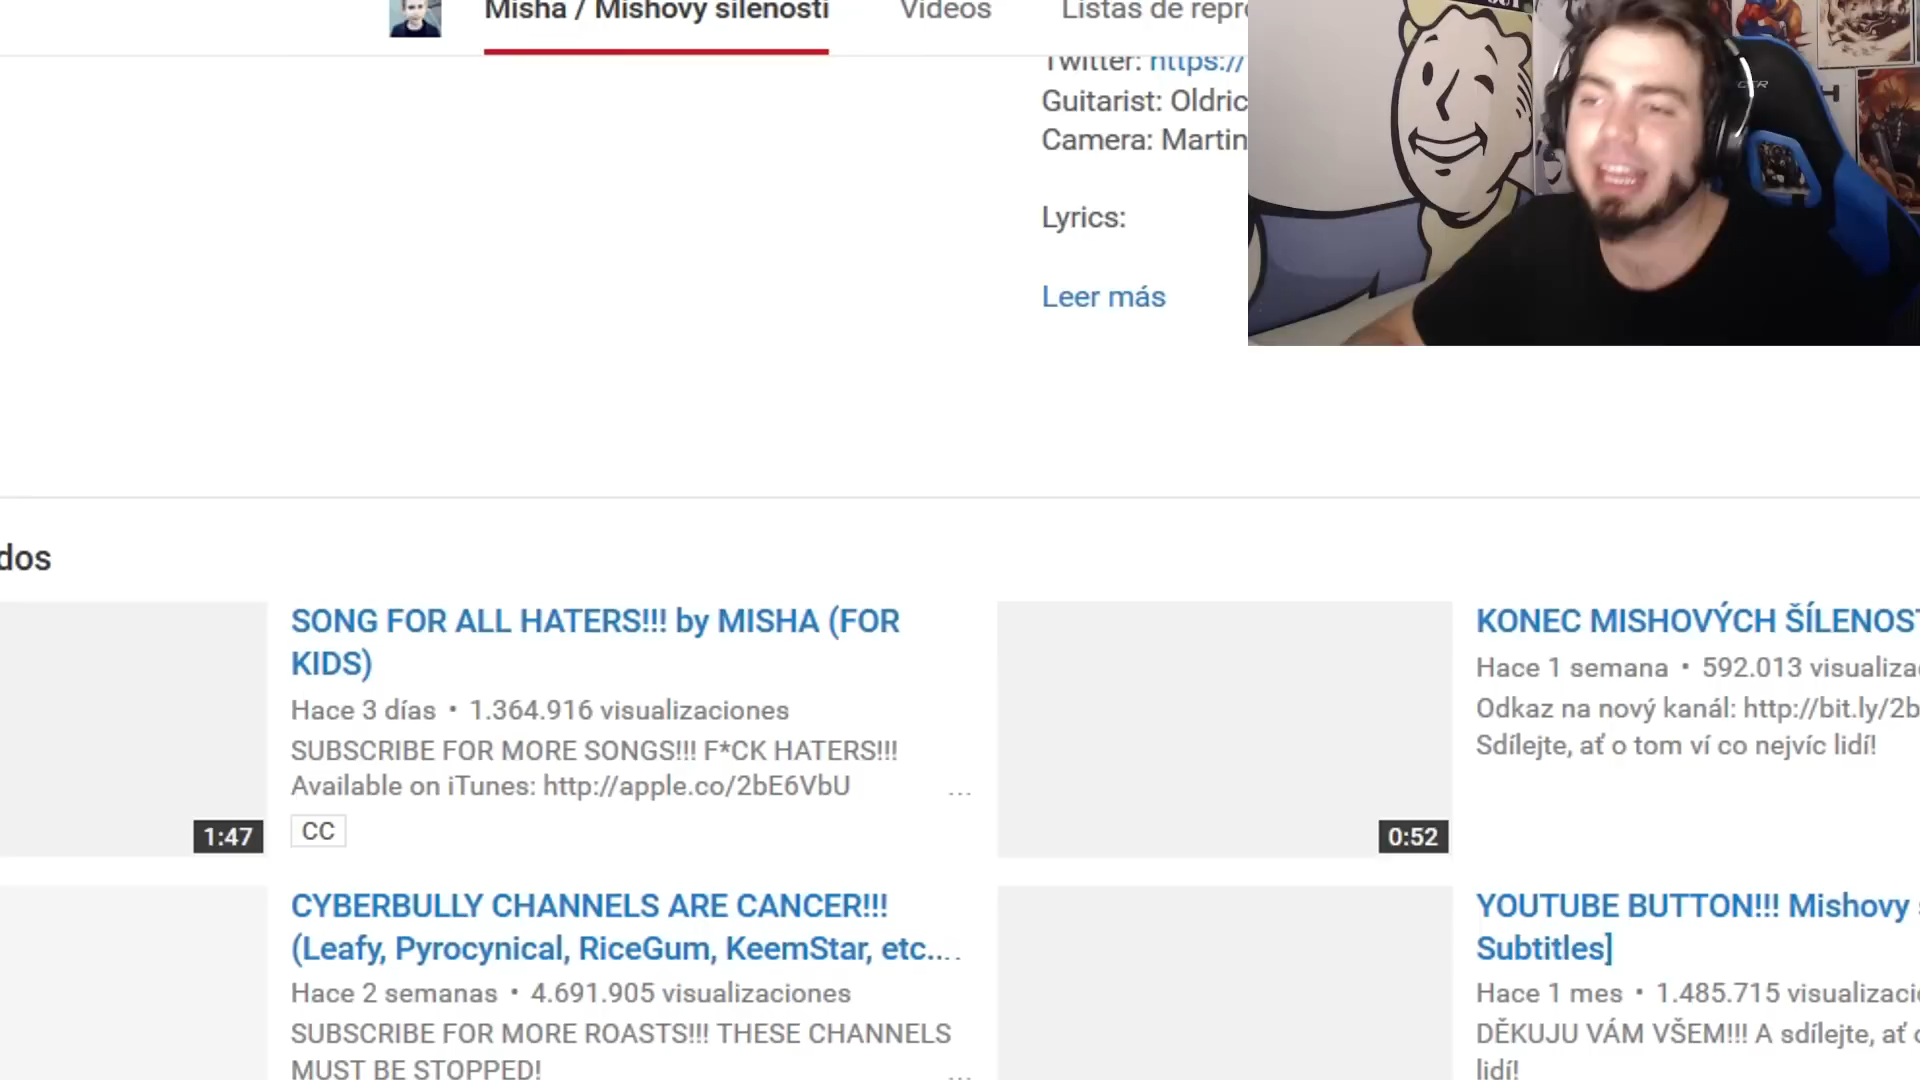 Misha / Mishovy silenosti
Videos
Listas de repro
Twitter: https://
Guitarist: Oldric
Camera: Martin
Lyrics:
Leer más
dos
SONG FOR ALL HATERS!!! by MISHA (FOR
KIDS)
Hace 3 días • 1.364.916 visualizaciones
SUBSCRIBE FOR MORE SONGS!!! F*CK HATERS!!!
Available on iTunes: http://apple.co/2bE6VbU ...
CC
1:47
KONEC MISHOVÝCH ŠÍLENOST
Hace 1 semana • 592.013 visualizac
Odkaz na nový kanál: http://bit.ly/2b
Sdílejte, ať o tom ví co nejvíc lidí!
0:52
CYBERBULLY CHANNELS ARE CANCER!!!
(Leafy, Pyrocynical, RiceGum, KeemStar, etc....
Hace 2 semanas • 4.691.905 visualizaciones
SUBSCRIBE FOR MORE ROASTS!!! THESE CHANNELS
MUST BE STOPPED! ...
YOUTUBE BUTTON!!! Mishovy s
Subtitles]
Hace 1 mes • 1.485.715 visualizacio
DĚKUJU VÁM VŠEM!!! A sdílejte, ať o
lidí!